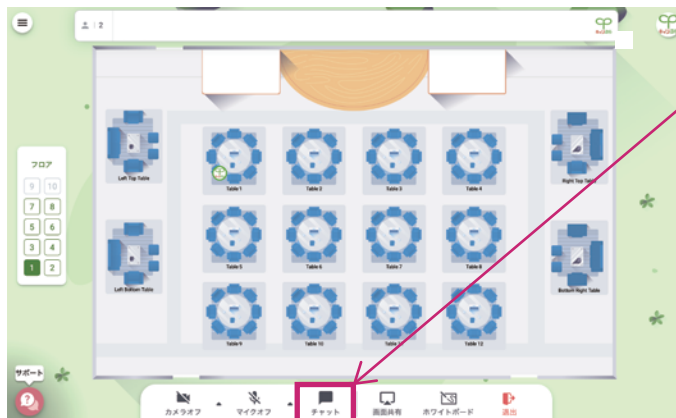 2
フロア
9 10
7 8
5 6
3 4
1 2
Left Top Table
Right Top Table
Table 1
Table 2
Table 3
Table 4
Table 5
Table 6
Table 7
Table 8
Left Bottom Table
Bottom Right Table
Table 9
Table 10
Table 12
サポート
カメラオフ
マイクオフ
チャット
画面共有
ホワイトボード
退出